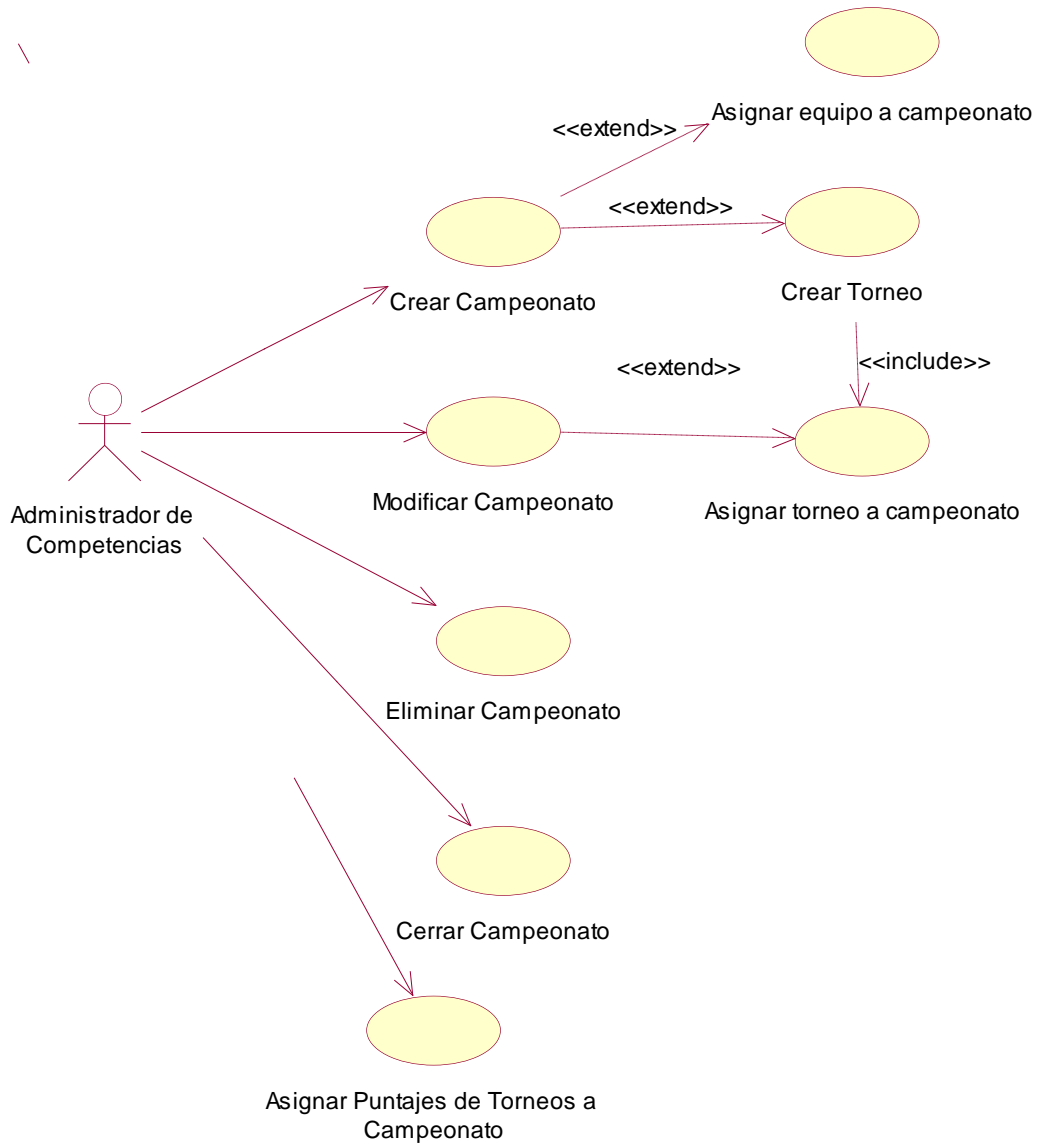 Asignar equipo a campeonato
<<extend>>
<<extend>>
Crear Campeonato
Crear Torneo
<<extend>>
<<include>>
Modificar Campeonato
Asignar torneo a campeonato
Administrador de
Competencias
Eliminar Campeonato
Cerrar Campeonato
Asignar Puntajes de Torneos a
Campeonato